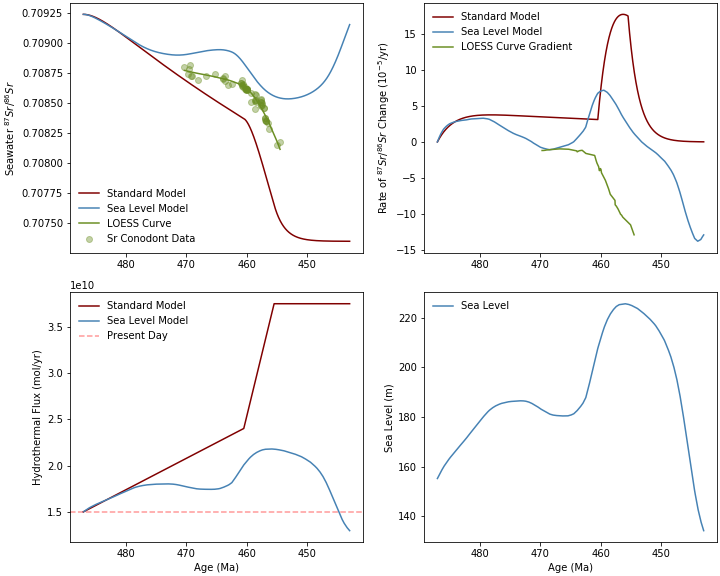 0.70925
0.70900
0.70875
0.70850
0.70825
0.70800
0.70775
0.70750
Seawater ⁸⁷Sr/⁸⁶Sr
Standard Model
Sea Level Model
LOESS Curve
Sr Conodont Data
480 470 460 450
Standard Model
Sea Level Model
LOESS Curve Gradient
15
10
5
0
−5
−10
−15
Rate of ⁸⁷Sr/⁸⁶Sr Change (10⁻⁵/yr)
480 470 460 450
1e10
Standard Model
Sea Level Model
Present Day
3.5
3.0
2.5
2.0
1.5
Hydrothermal Flux (mol/yr)
480 470 460 450
Age (Ma)
Sea Level
220
200
180
160
140
Sea Level (m)
480 470 460 450
Age (Ma)